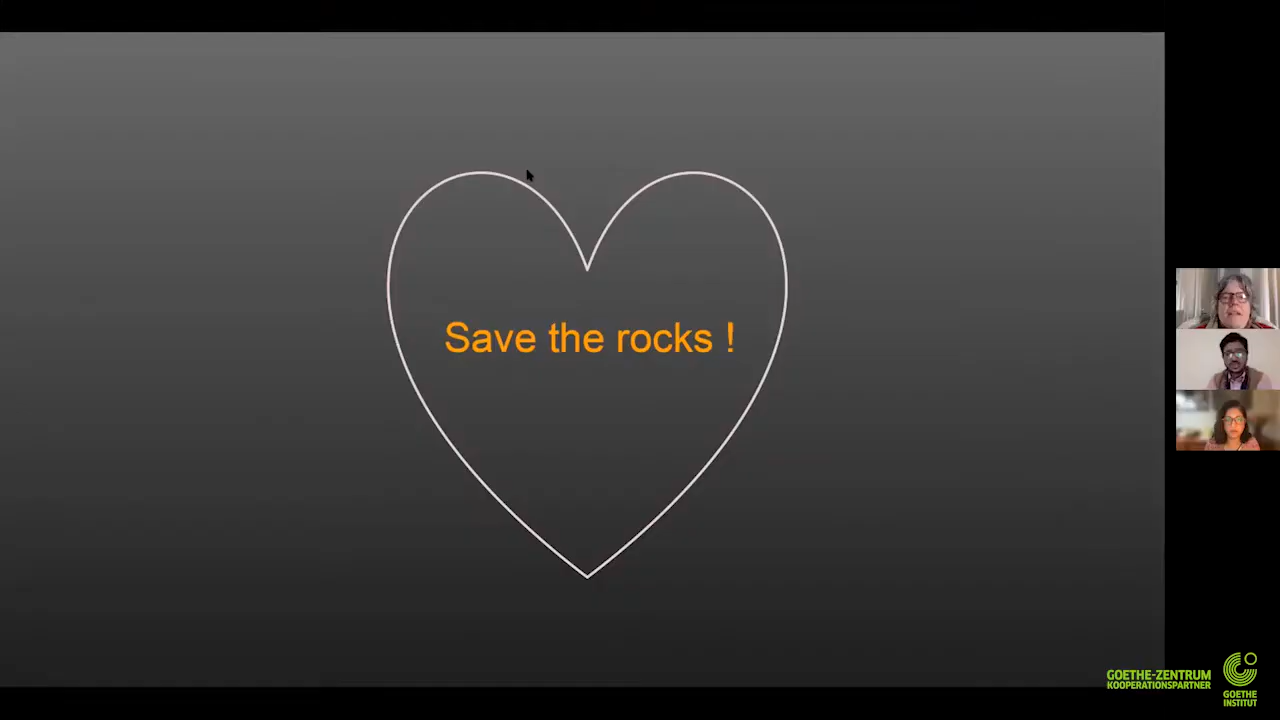 Save the rocks !
GOETHE-ZENTRUM
KOOPERATIONSPARTNER
GOETHE
INSTITUT